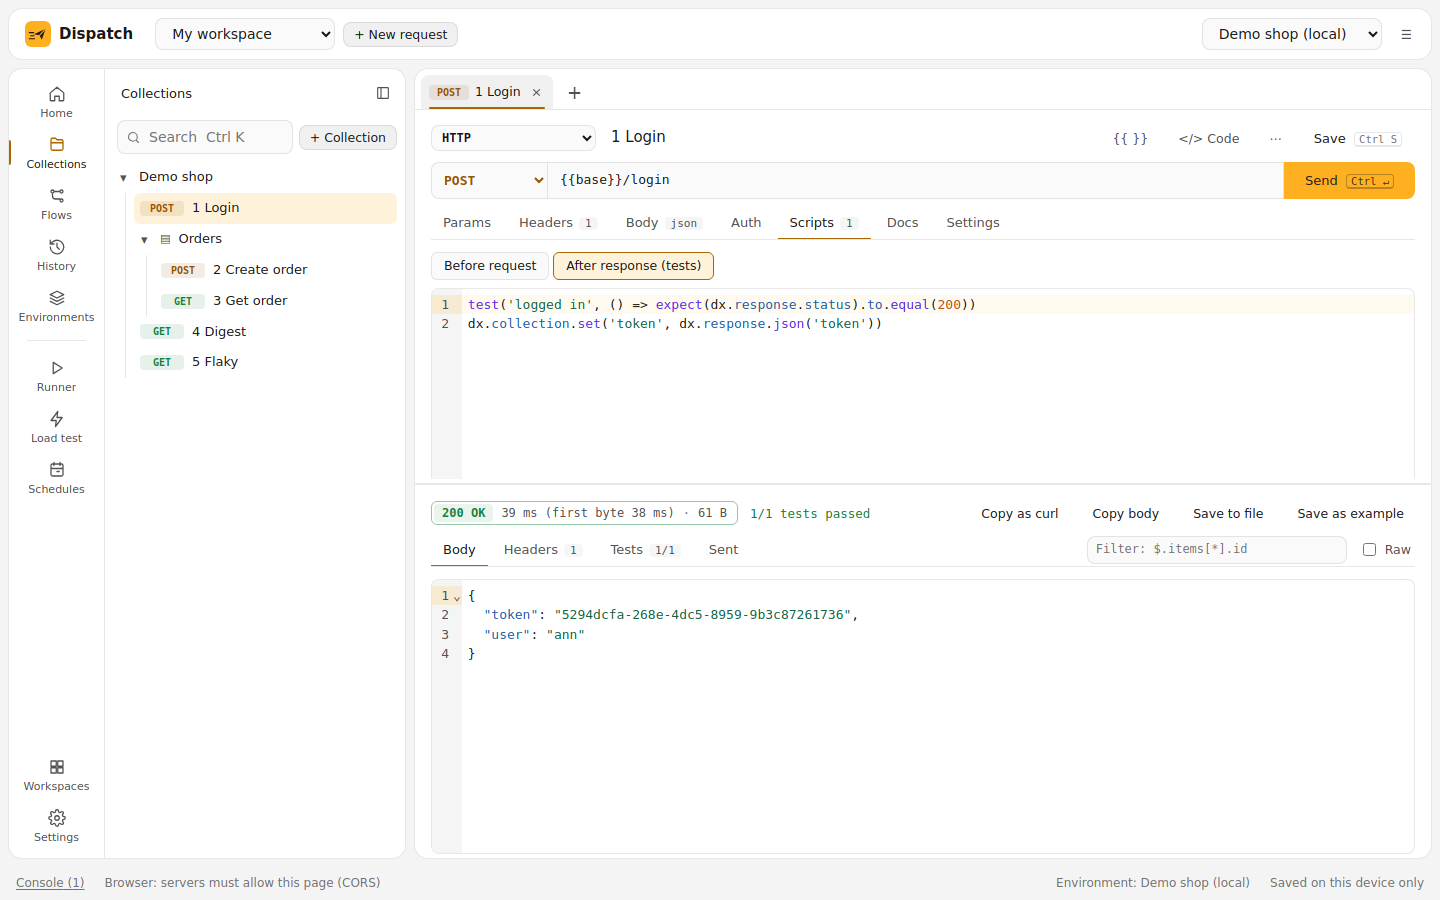 Dispatch My workspace + New request Demo shop (local) ☰
Home
Collections
Flows
History
Environments
Runner
Load test
Schedules
Workspaces
Settings
Collections
Search Ctrl K + Collection
▼ Demo shop
POST 1 Login
▼ Orders
POST 2 Create order
GET 3 Get order
GET 4 Digest
GET 5 Flaky
POST 1 Login × +
HTTP 1 Login {{ }} </> Code ··· Save Ctrl S
POST {{base}}/login Send Ctrl ↵
Params Headers 1 Body json Auth Scripts 1 Docs Settings
Before request After response (tests)
1 test('logged in', () => expect(dx.response.status).to.equal(200))
2 dx.collection.set('token', dx.response.json('token'))
200 OK 39 ms (first byte 38 ms) · 61 B 1/1 tests passed Copy as curl Copy body Save to file Save as example
Body Headers 1 Tests 1/1 Sent Filter: $.items[*].id Raw
1 {
2 "token": "5294dcfa-268e-4dc5-8959-9b3c87261736",
3 "user": "ann"
4 }
Console (1) Browser: servers must allow this page (CORS) Environment: Demo shop (local) Saved on this device only